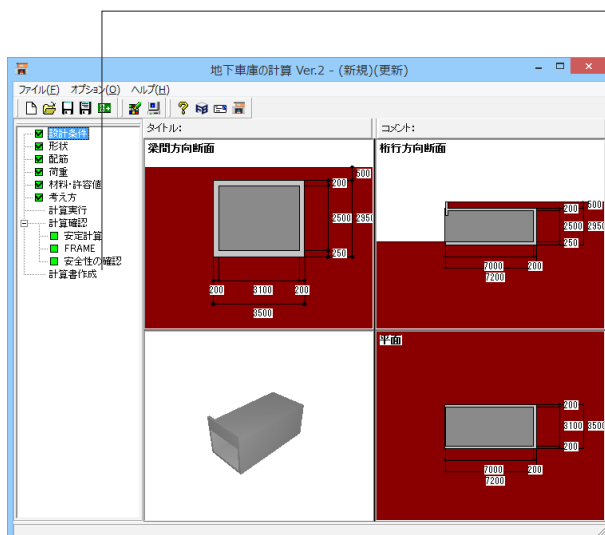 地下車庫の計算 Ver.2 - (新規)(更新)
ファイル(F) オプション(O) ヘルプ(H)
設計条件
形状
配筋
荷重
材料・許容値
考え方
計算実行
計算確認
安定計算
FRAME
安全性の確認
計算書作成
タイトル:
コメント:
梁間方向断面
500
200
2500 2950
250
200 3100 200
3500
桁行方向断面
500
200
2500 2950
250
7000 200
7200
平面
200
3100 3500
200
7000 200
7200